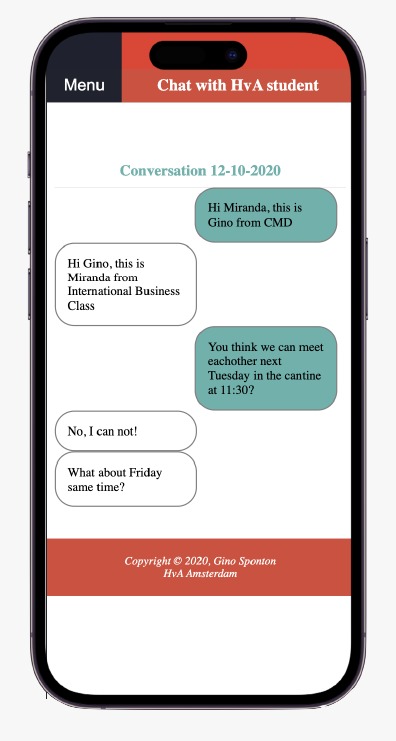 Menu
Chat with HvA student
Conversation 12-10-2020
Hi Miranda, this is
Gino from CMD
Hi Gino, this is
Miranda from
International Business
Class
You think we can meet
eachother next
Tuesday in the cantine
at 11:30?
No, I can not!
What about Friday
same time?
Copyright © 2020, Gino Sponton
HvA Amsterdam